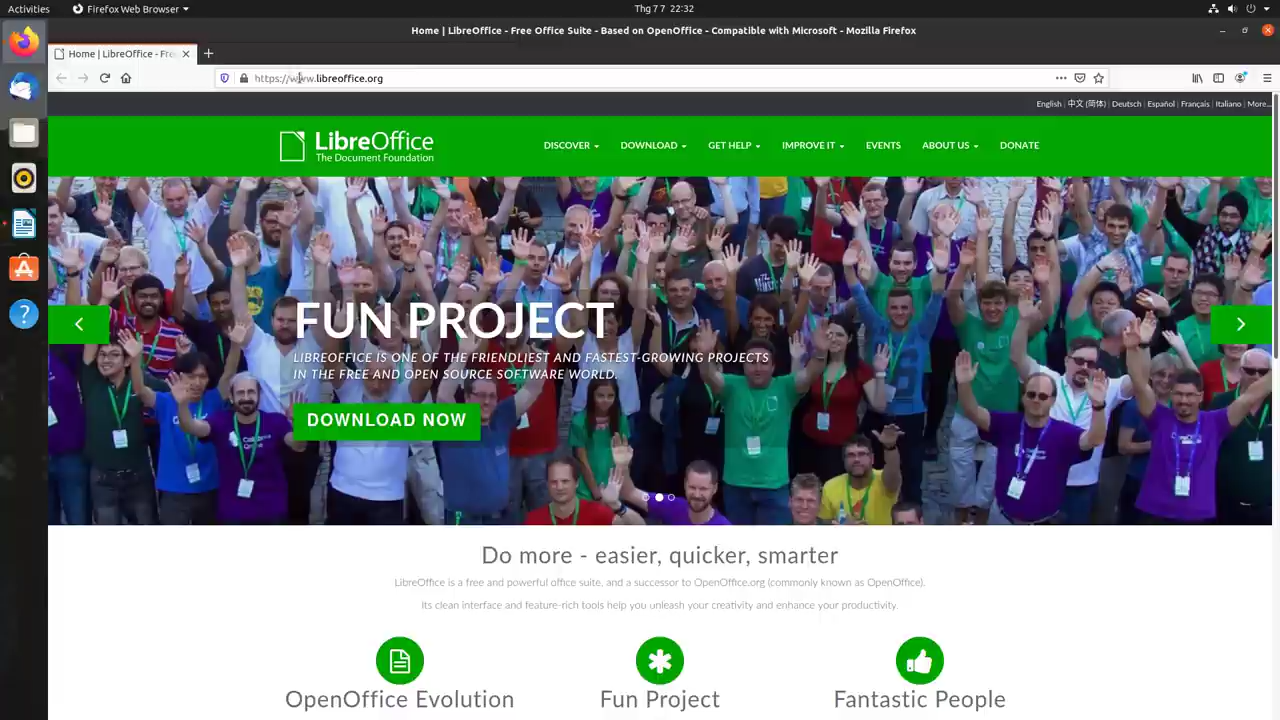 Activities
Firefox Web Browser
Thg 7 7 22:32
Home | LibreOffice - Free Office Suite - Based on OpenOffice - Compatible with Microsoft - Mozilla Firefox
Home | LibreOffice - Fre
https://www.libreoffice.org
English | 中文 (简体) | Deutsch | Español | Français | Italiano | More...
LibreOffice
The Document Foundation
DISCOVER
DOWNLOAD
GET HELP
IMPROVE IT
EVENTS
ABOUT US
DONATE
FUN PROJECT
LIBREOFFICE IS ONE OF THE FRIENDLIEST AND FASTEST-GROWING PROJECTS
IN THE FREE AND OPEN SOURCE SOFTWARE WORLD.
DOWNLOAD NOW
Do more - easier, quicker, smarter
LibreOffice is a free and powerful office suite, and a successor to OpenOffice.org (commonly known as OpenOffice).
Its clean interface and feature-rich tools help you unleash your creativity and enhance your productivity.
OpenOffice Evolution
Fun Project
Fantastic People